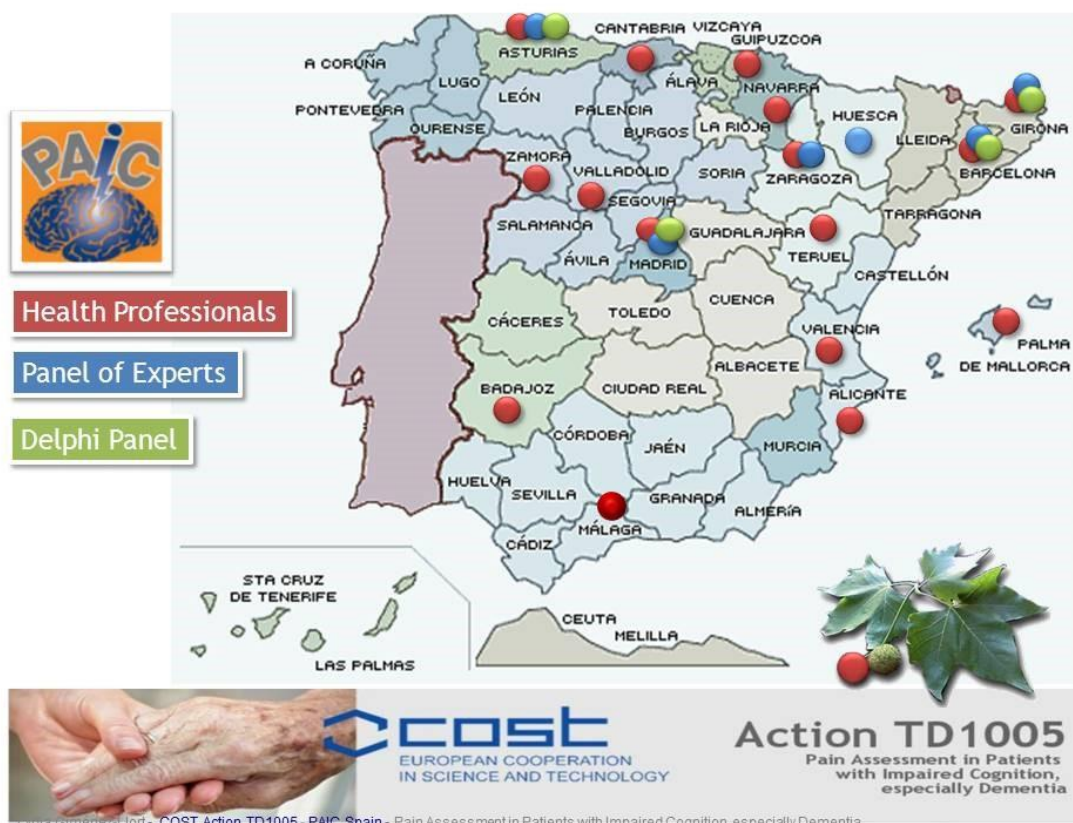 PAiC
Health Professionals
Panel of Experts
Delphi Panel
A CORUÑA
LUGO
PONTEVEDRA
OURENSE
ASTURIAS
CANTABRIA
VIZCAYA
GUIPUZCOA
ÁLAVA
NAVARRA
LEÓN
PALENCIA
BURGOS
LA RIOJA
HUESCA
LLEIDA
GIRONA
BARCELONA
ZAMORA
VALLADOLID
SORIA
ZARAGOZA
TARRAGONA
SEGOVIA
SALAMANCA
ÁVILA
MADRID
GUADALAJARA
TERUEL
CASTELLÓN
CÁCERES
TOLEDO
CUENCA
VALENCIA
PALMA
DE MALLORCA
BADAJOZ
CIUDAD REAL
ALBACETE
ALICANTE
CÓRDOBA
JAÉN
MURCIA
HUELVA
SEVILLA
GRANADA
ALMERÍA
MÁLAGA
CÁDIZ
STA CRUZ
DE TENERIFE
LAS PALMAS
CEUTA
MELILLA
cost
EUROPEAN COOPERATION
IN SCIENCE AND TECHNOLOGY
Action TD1005
Pain Assessment in Patients
with Impaired Cognition,
especially Dementia
COST Action TD1005 - PAIC Spain - Pain Assessment in Patients with Impaired Cognition, especially Dementia